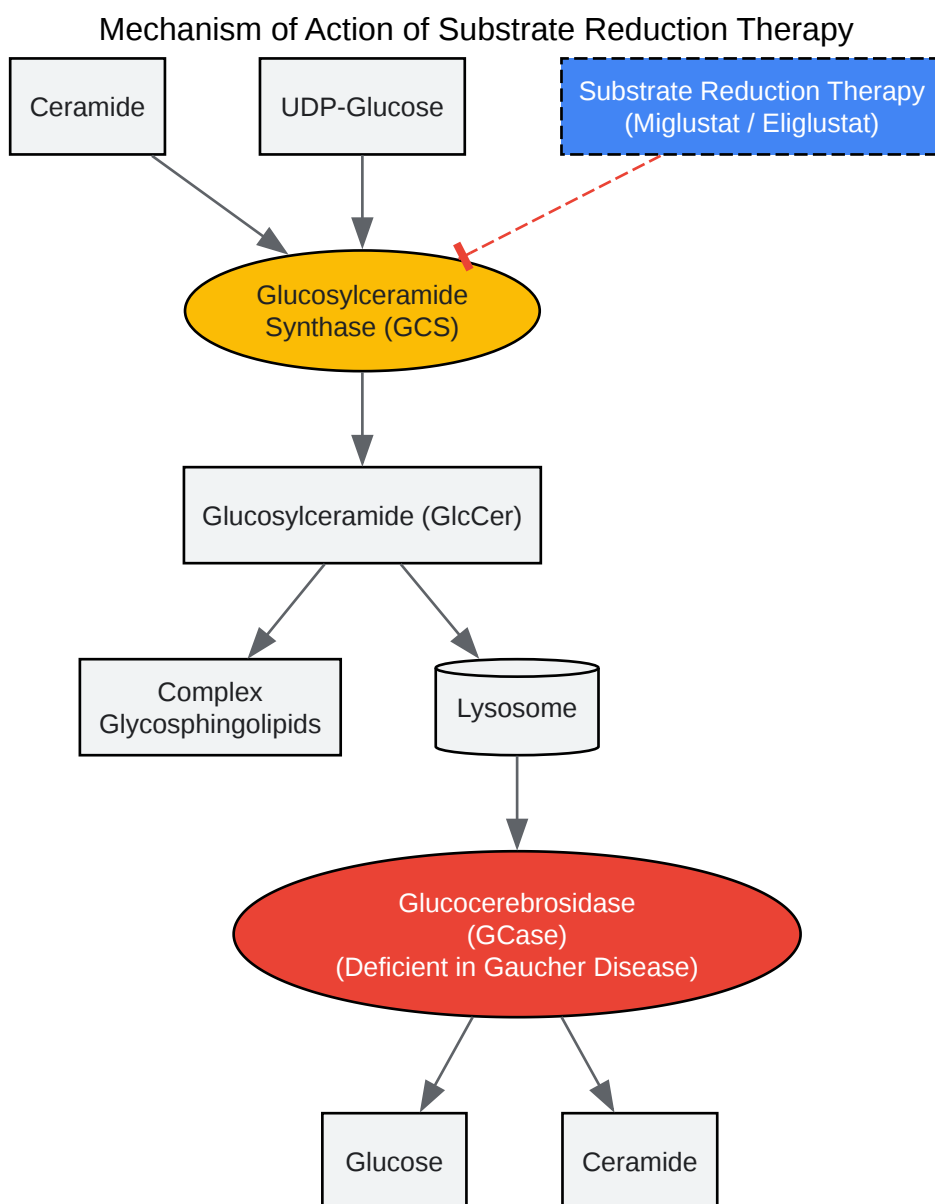 Mechanism of Action of Substrate Reduction Therapy
Ceramide
UDP-Glucose
Substrate Reduction Therapy
(Miglustat / Eliglustat)
Glucosylceramide
Synthase (GCS)
Glucosylceramide (GlcCer)
Complex
Glycosphingolipids
Lysosome
Glucocerebrosidase
(GCase)
(Deficient in Gaucher Disease)
Glucose
Ceramide